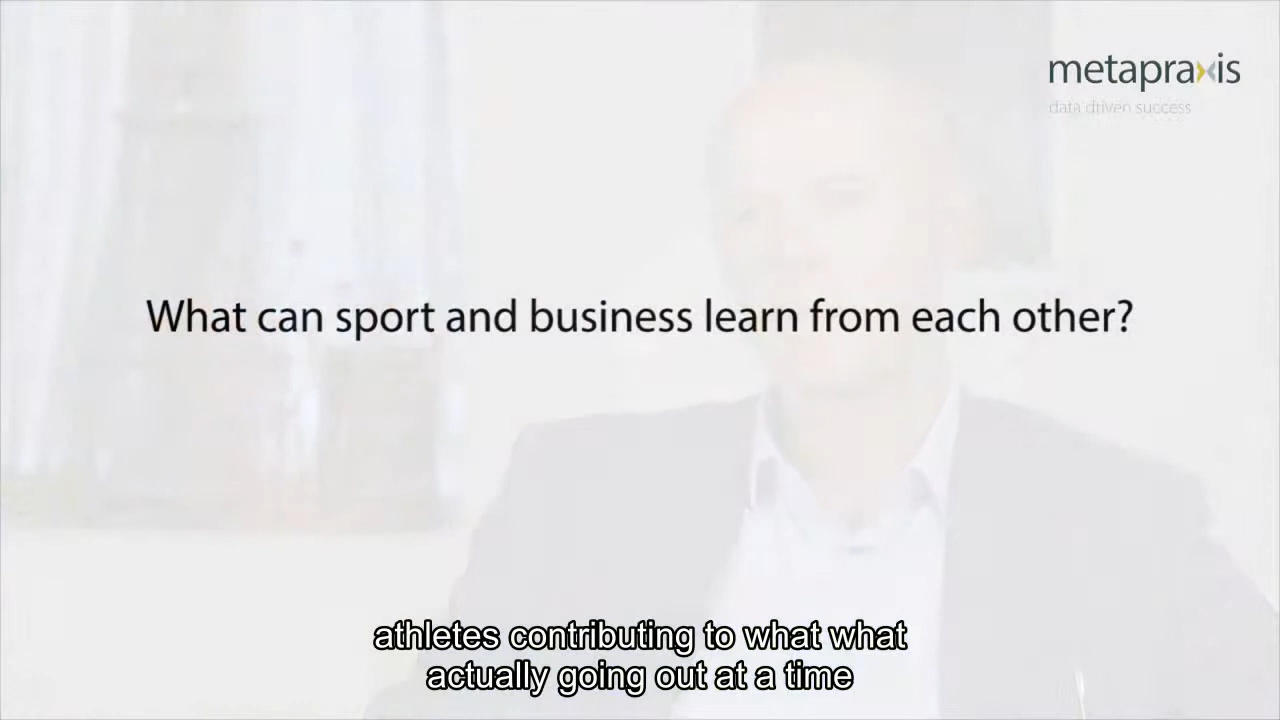 metapraxis
data driven success
What can sport and business learn from each other?
athletes contributing to what what
actually going out at a time